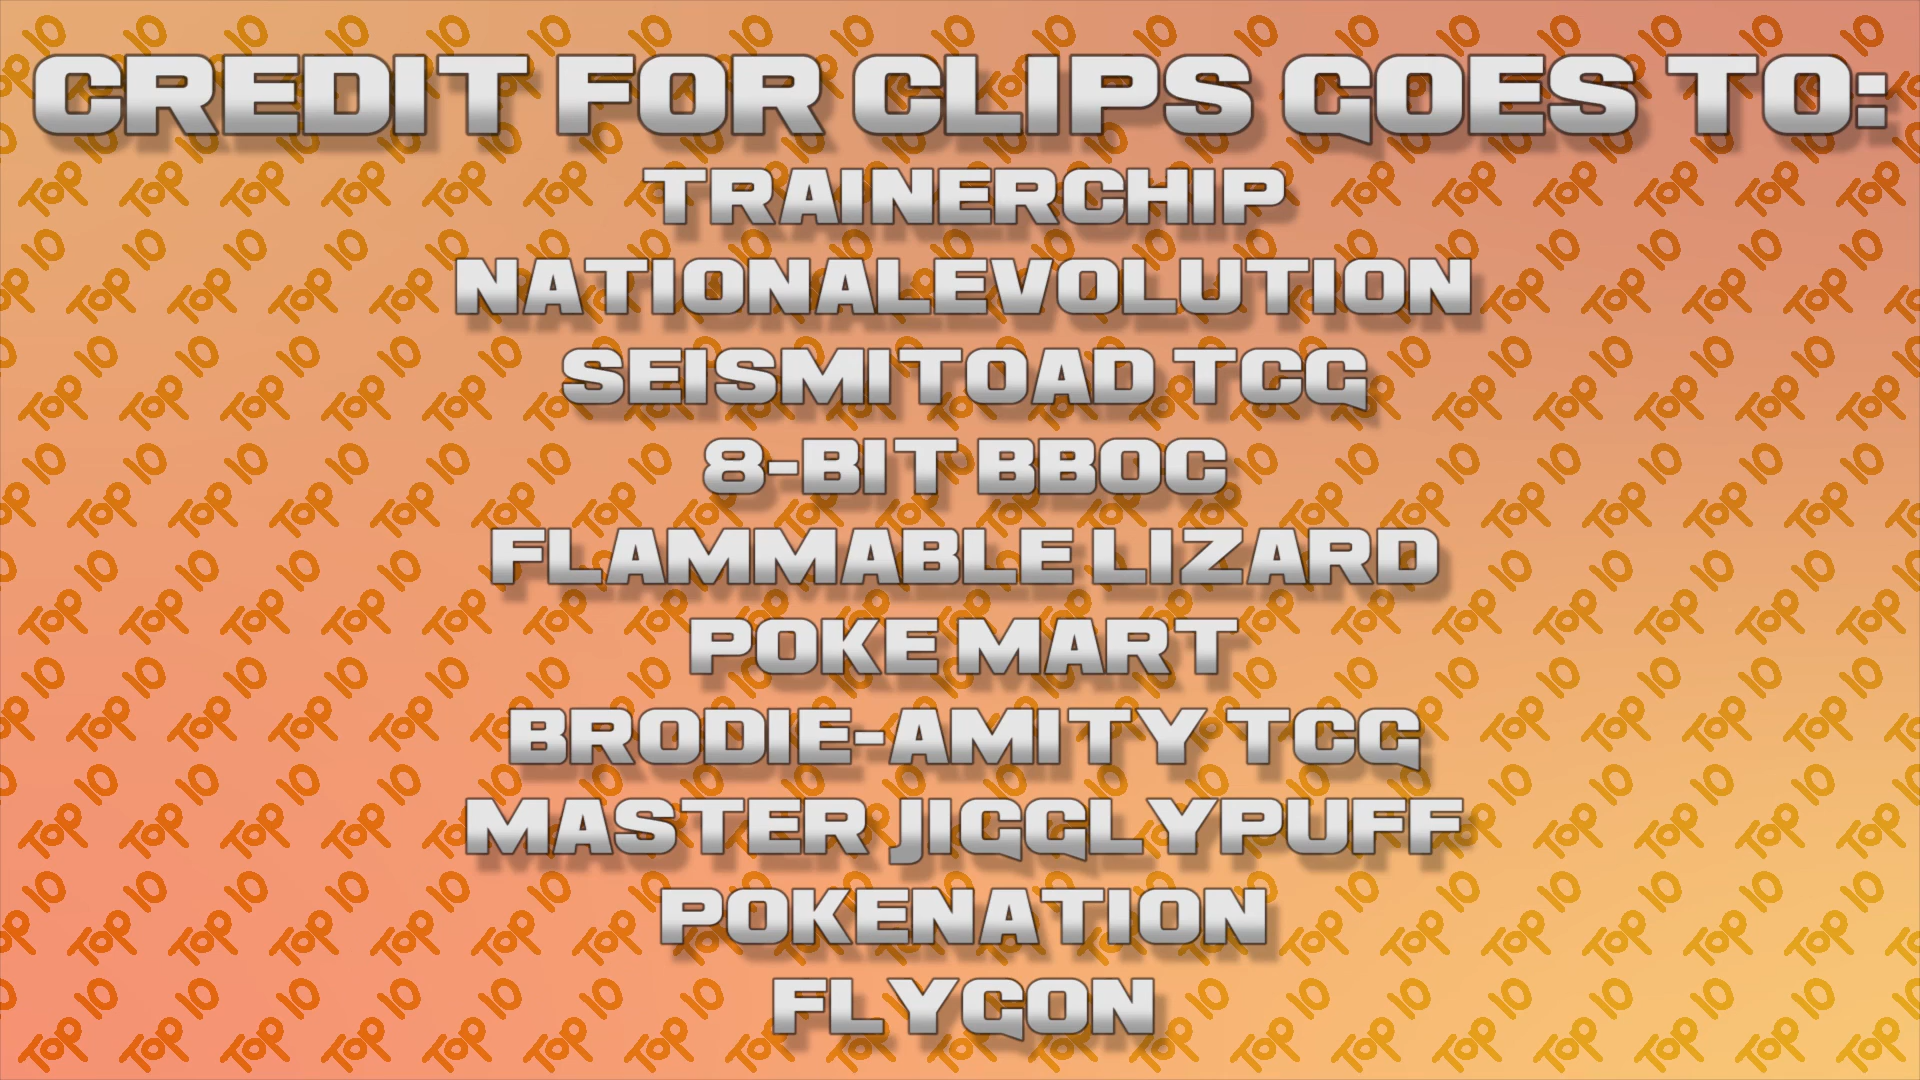 CREDIT FOR CLIPS GOES TO:
TRAINERCHIP
NATIONALEVOLUTION
SEISMITOAD TCG
8-BIT BBOC
FLAMMABLE LIZARD
POKE MART
BRODIE-AMITY TCG
MASTER JIGGLYPUFF
POKENATION
FLYGON